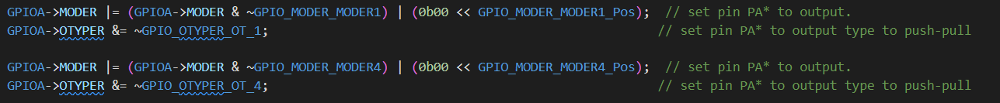 GPIOA->MODER |= (GPIOA->MODER & ~GPIO_MODER_MODER1) | (0b00 << GPIO_MODER_MODER1_Pos);  // set pin PA* to output.
GPIOA->OTYPER &= ~GPIO_OTYPER_OT_1;                                                    // set pin PA* to output type to push-pull
GPIOA->MODER |= (GPIOA->MODER & ~GPIO_MODER_MODER4) | (0b00 << GPIO_MODER_MODER4_Pos);  // set pin PA* to output.
GPIOA->OTYPER &= ~GPIO_OTYPER_OT_4;                                                    // set pin PA* to output type to push-pull